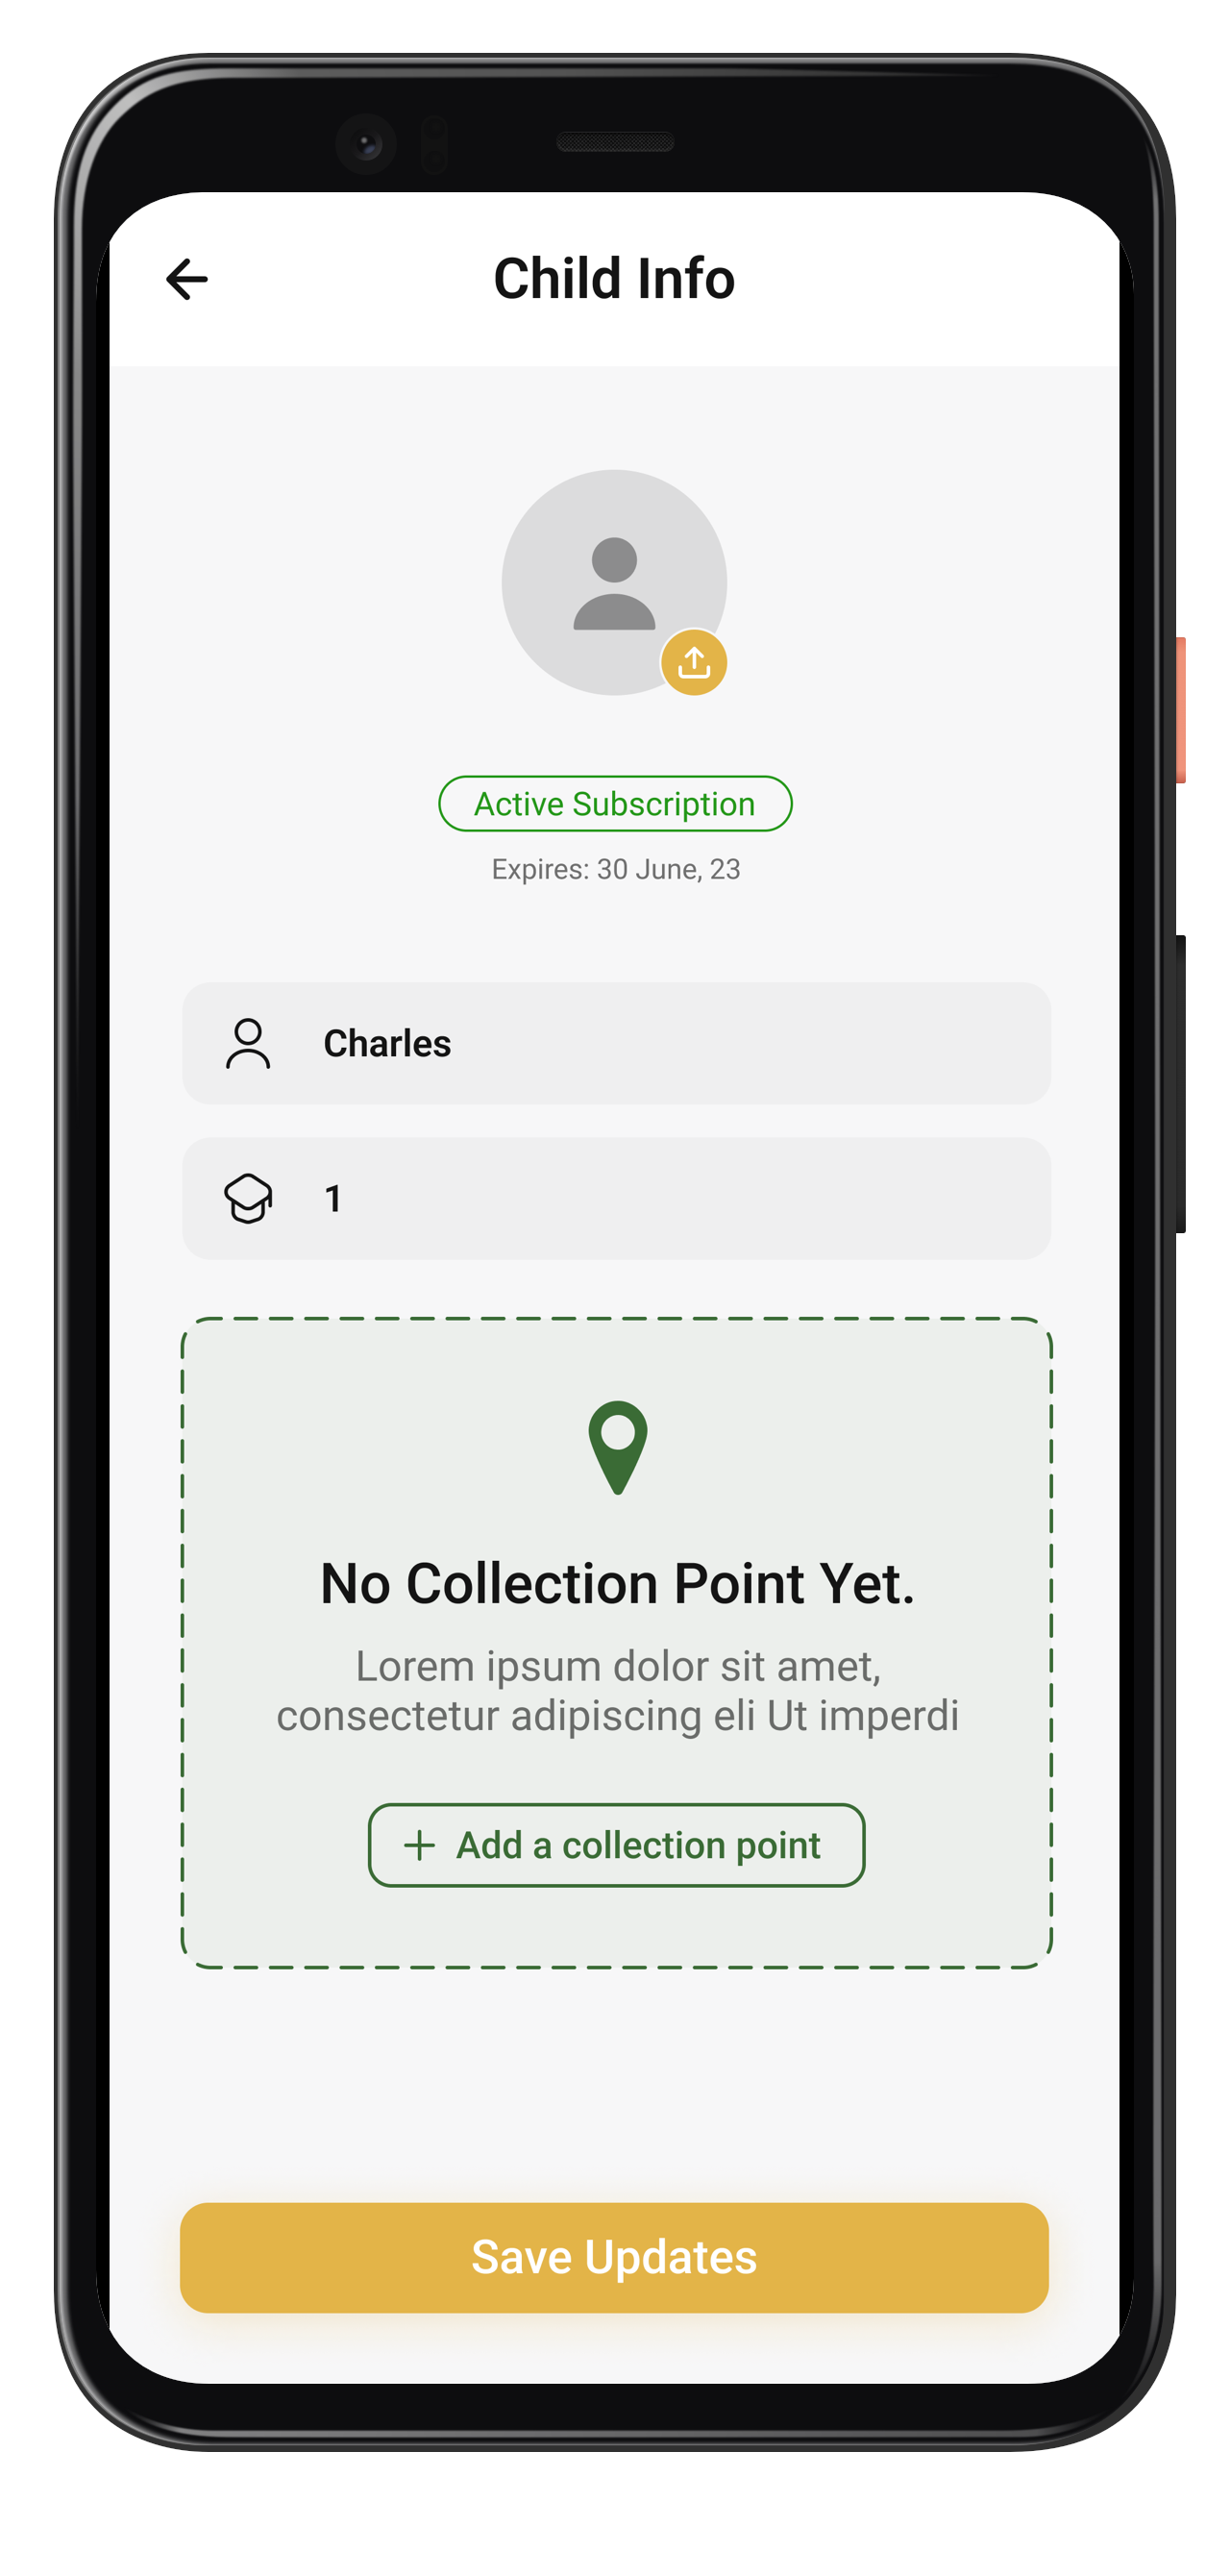 Child Info
Active Subscription
Expires: 30 June, 23
Charles
1
No Collection Point Yet.
Lorem ipsum dolor sit amet,
consectetur adipiscing eli Ut imperdi
Add a collection point
Save Updates